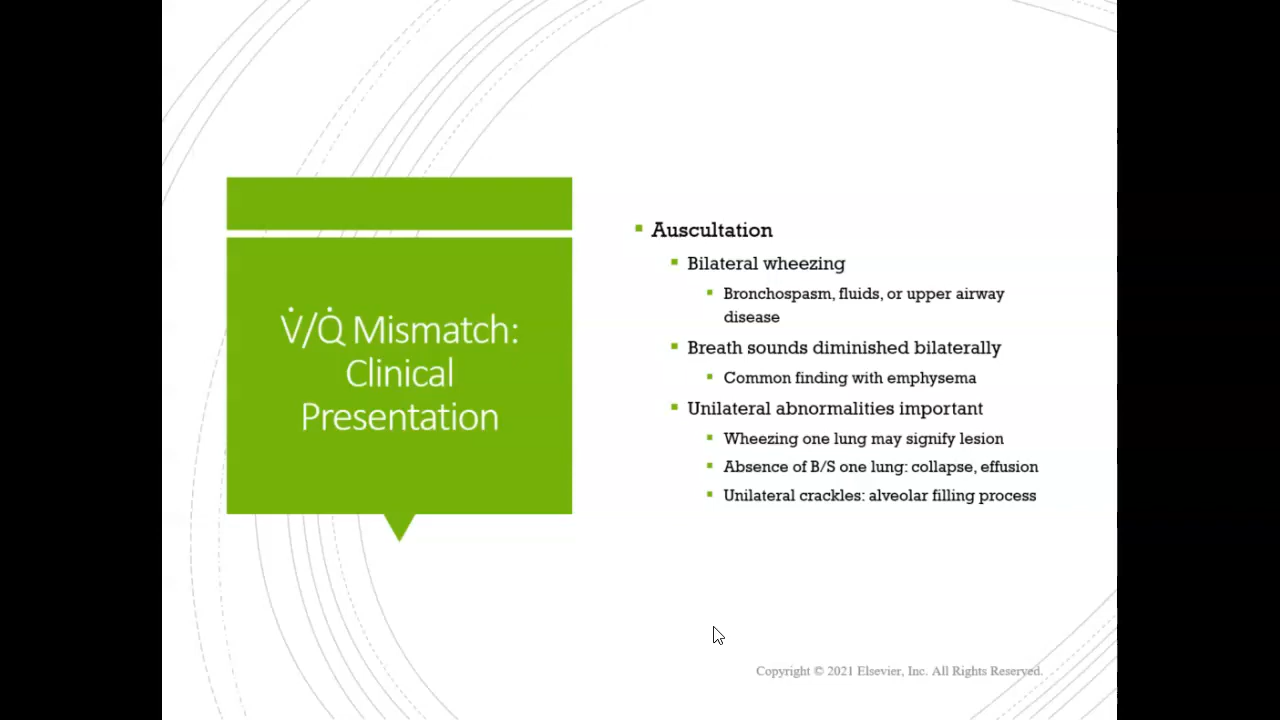 V̇/Q̇ Mismatch:
Clinical
Presentation
Auscultation
Bilateral wheezing
Bronchospasm, fluids, or upper airway
disease
Breath sounds diminished bilaterally
Common finding with emphysema
Unilateral abnormalities important
Wheezing one lung may signify lesion
Absence of B/S one lung: collapse, effusion
Unilateral crackles: alveolar filling process
Copyright © 2021 Elsevier, Inc. All Rights Reserved.